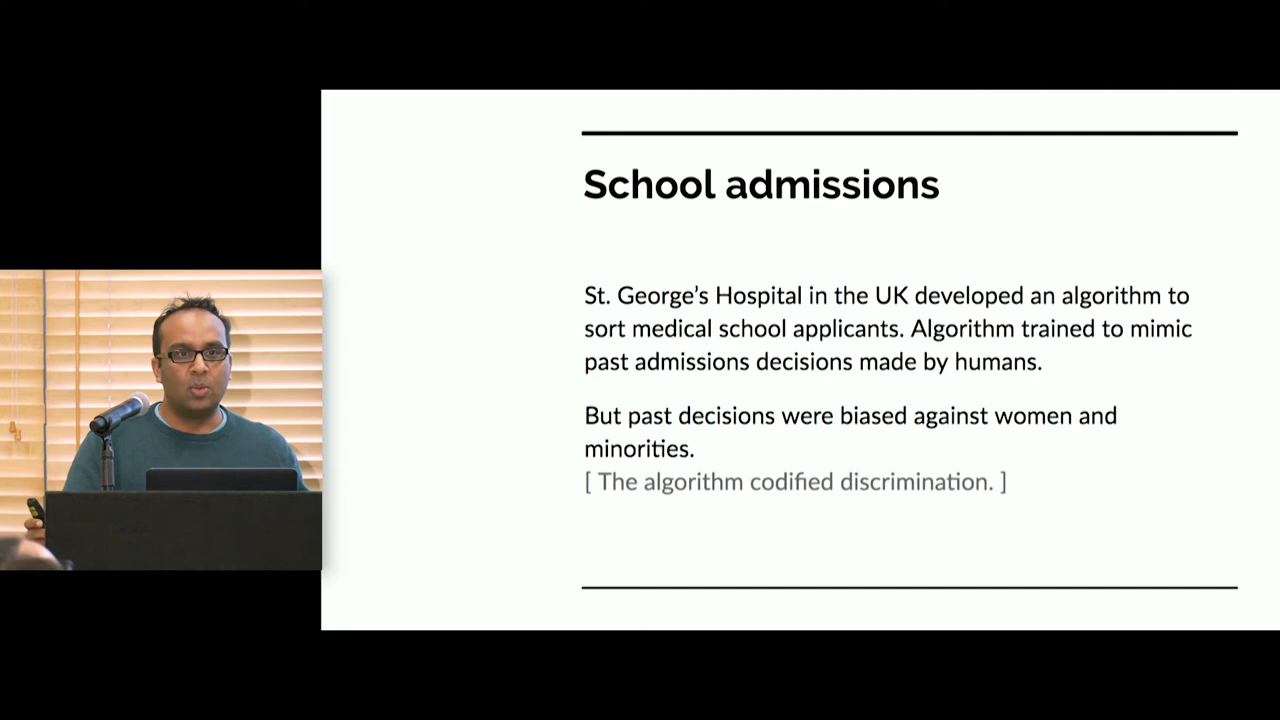 School admissions
St. George’s Hospital in the UK developed an algorithm to
sort medical school applicants. Algorithm trained to mimic
past admissions decisions made by humans.
But past decisions were biased against women and
minorities.
[ The algorithm codified discrimination. ]